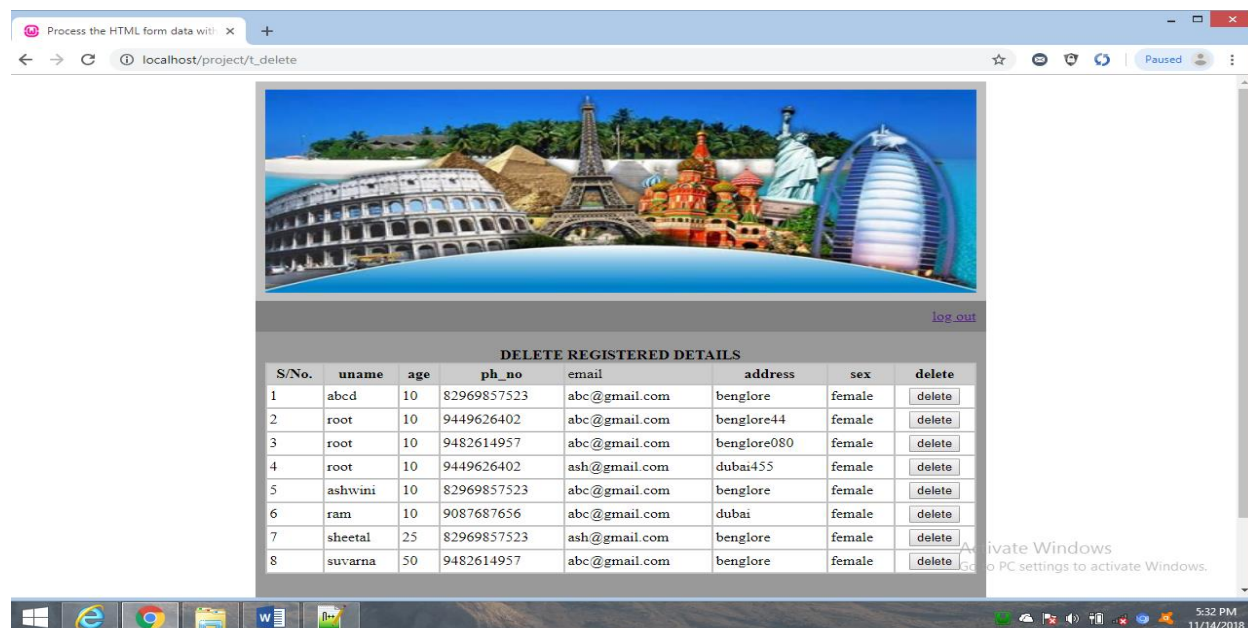 Process the HTML form data with
localhost/project/t_delete
Paused
log out
DELETE REGISTERED DETAILS
S/No. uname age ph_no email address sex delete
1 abcd 10 82969857523 abc@gmail.com benglore female delete
2 root 10 9449626402 abc@gmail.com benglore44 female delete
3 root 10 9482614957 abc@gmail.com benglore080 female delete
4 root 10 9449626402 ash@gmail.com dubai455 female delete
5 ashwini 10 82969857523 abc@gmail.com benglore female delete
6 ram 10 9087687656 abc@gmail.com dubai female delete
7 sheetal 25 82969857523 ash@gmail.com benglore female delete
8 suvarna 50 9482614957 abc@gmail.com benglore female delete
Activate Windows
Go to PC settings to activate Windows.
5:32 PM
11/14/2018